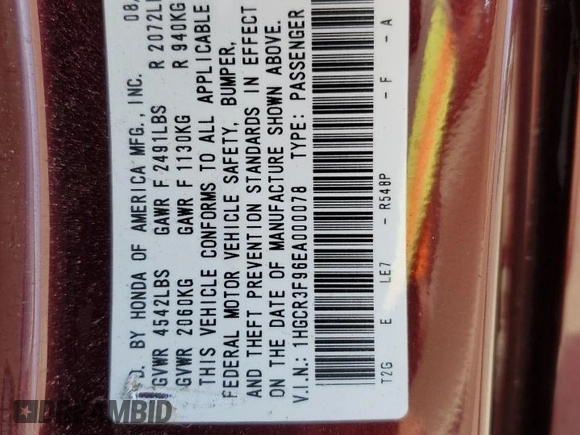 D. BY HONDA OF AMERICA MFG., INC. 08
GVWR 4542LBS GAWR F 2491LBS R 2072L
GVWR 2060KG GAWR F 1130KG R 940KG
THIS VEHICLE CONFORMS TO ALL APPLICABLE
FEDERAL MOTOR VEHICLE SAFETY, BUMPER,
AND THEFT PREVENTION STANDARDS IN EFFECT
ON THE DATE OF MANUFACTURE SHOWN ABOVE.
V.I.N.: 1HGCR3F96EA000078 TYPE: PASSENGER
T2G E LE7 - R548P - F - A
DREAMBID